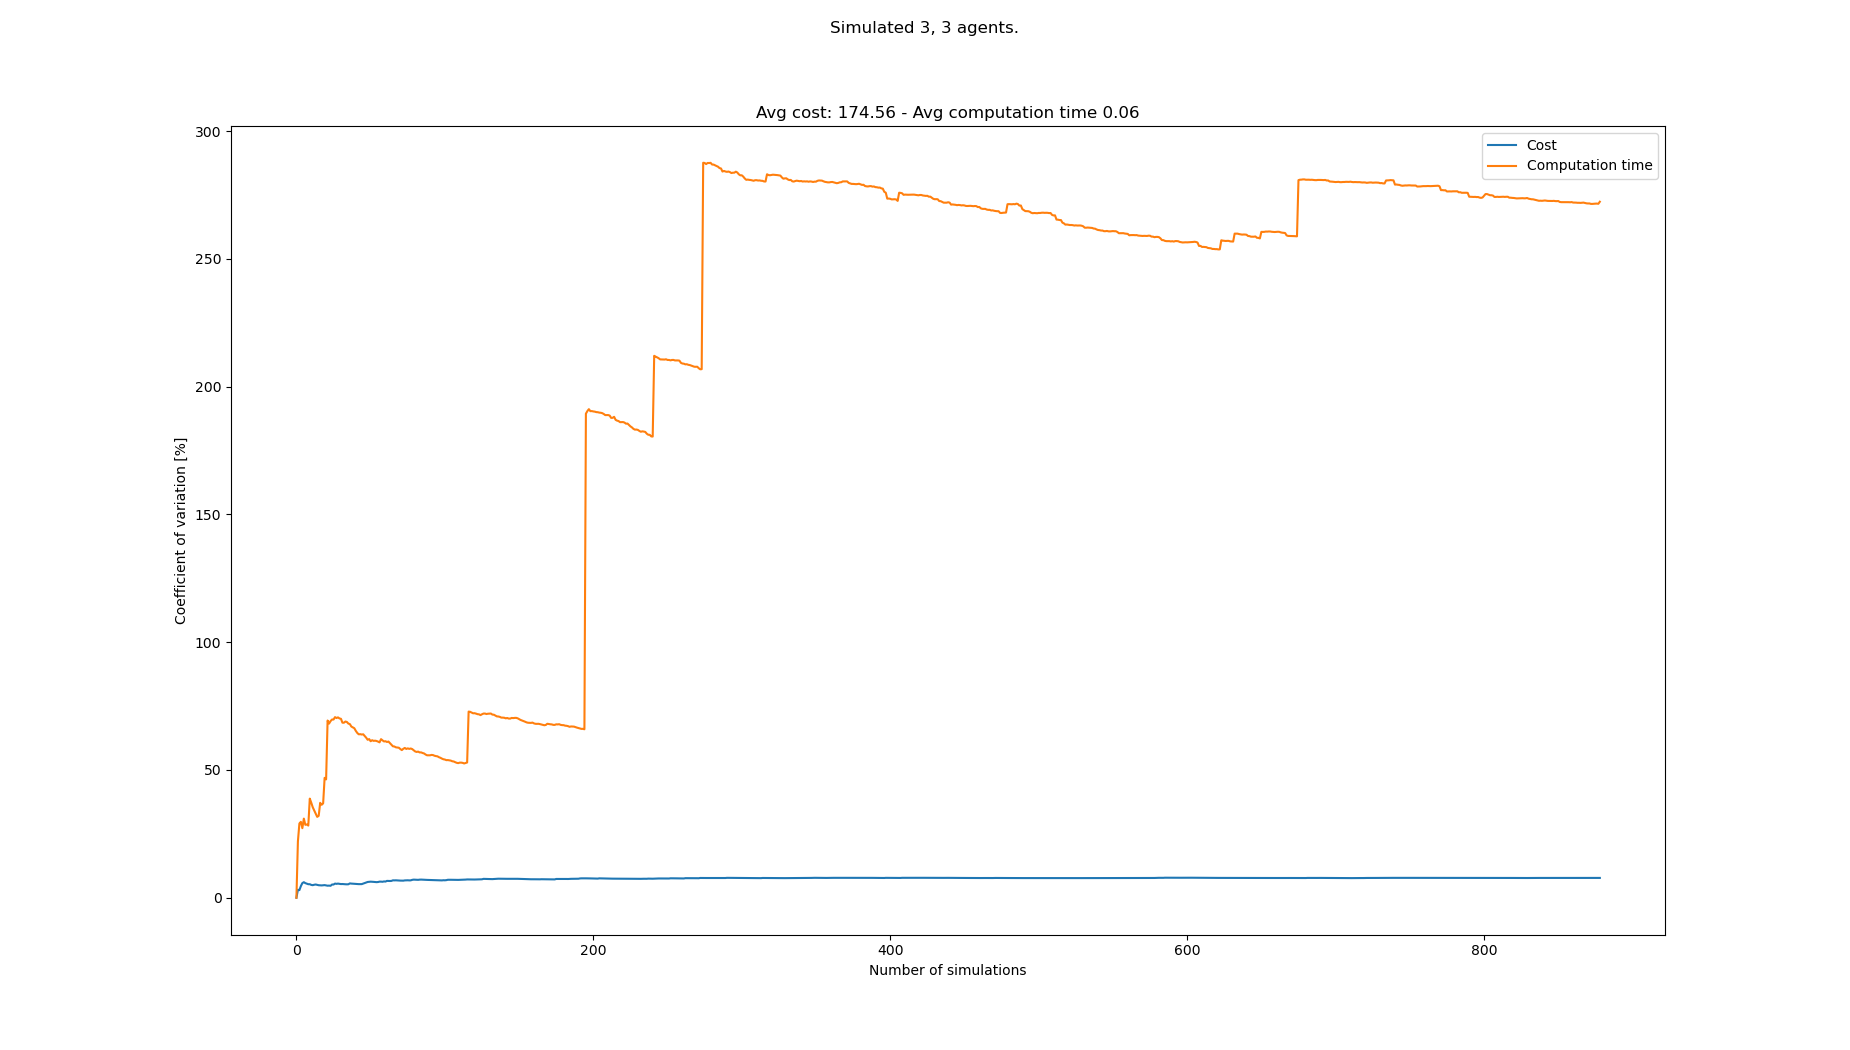 Simulated 3, 3 agents.
Avg cost: 174.56 - Avg computation time 0.06
Cost
Computation time
300
250
200
150
100
50
0
Coefficient of variation [%]
0
200
400
600
800
Number of simulations